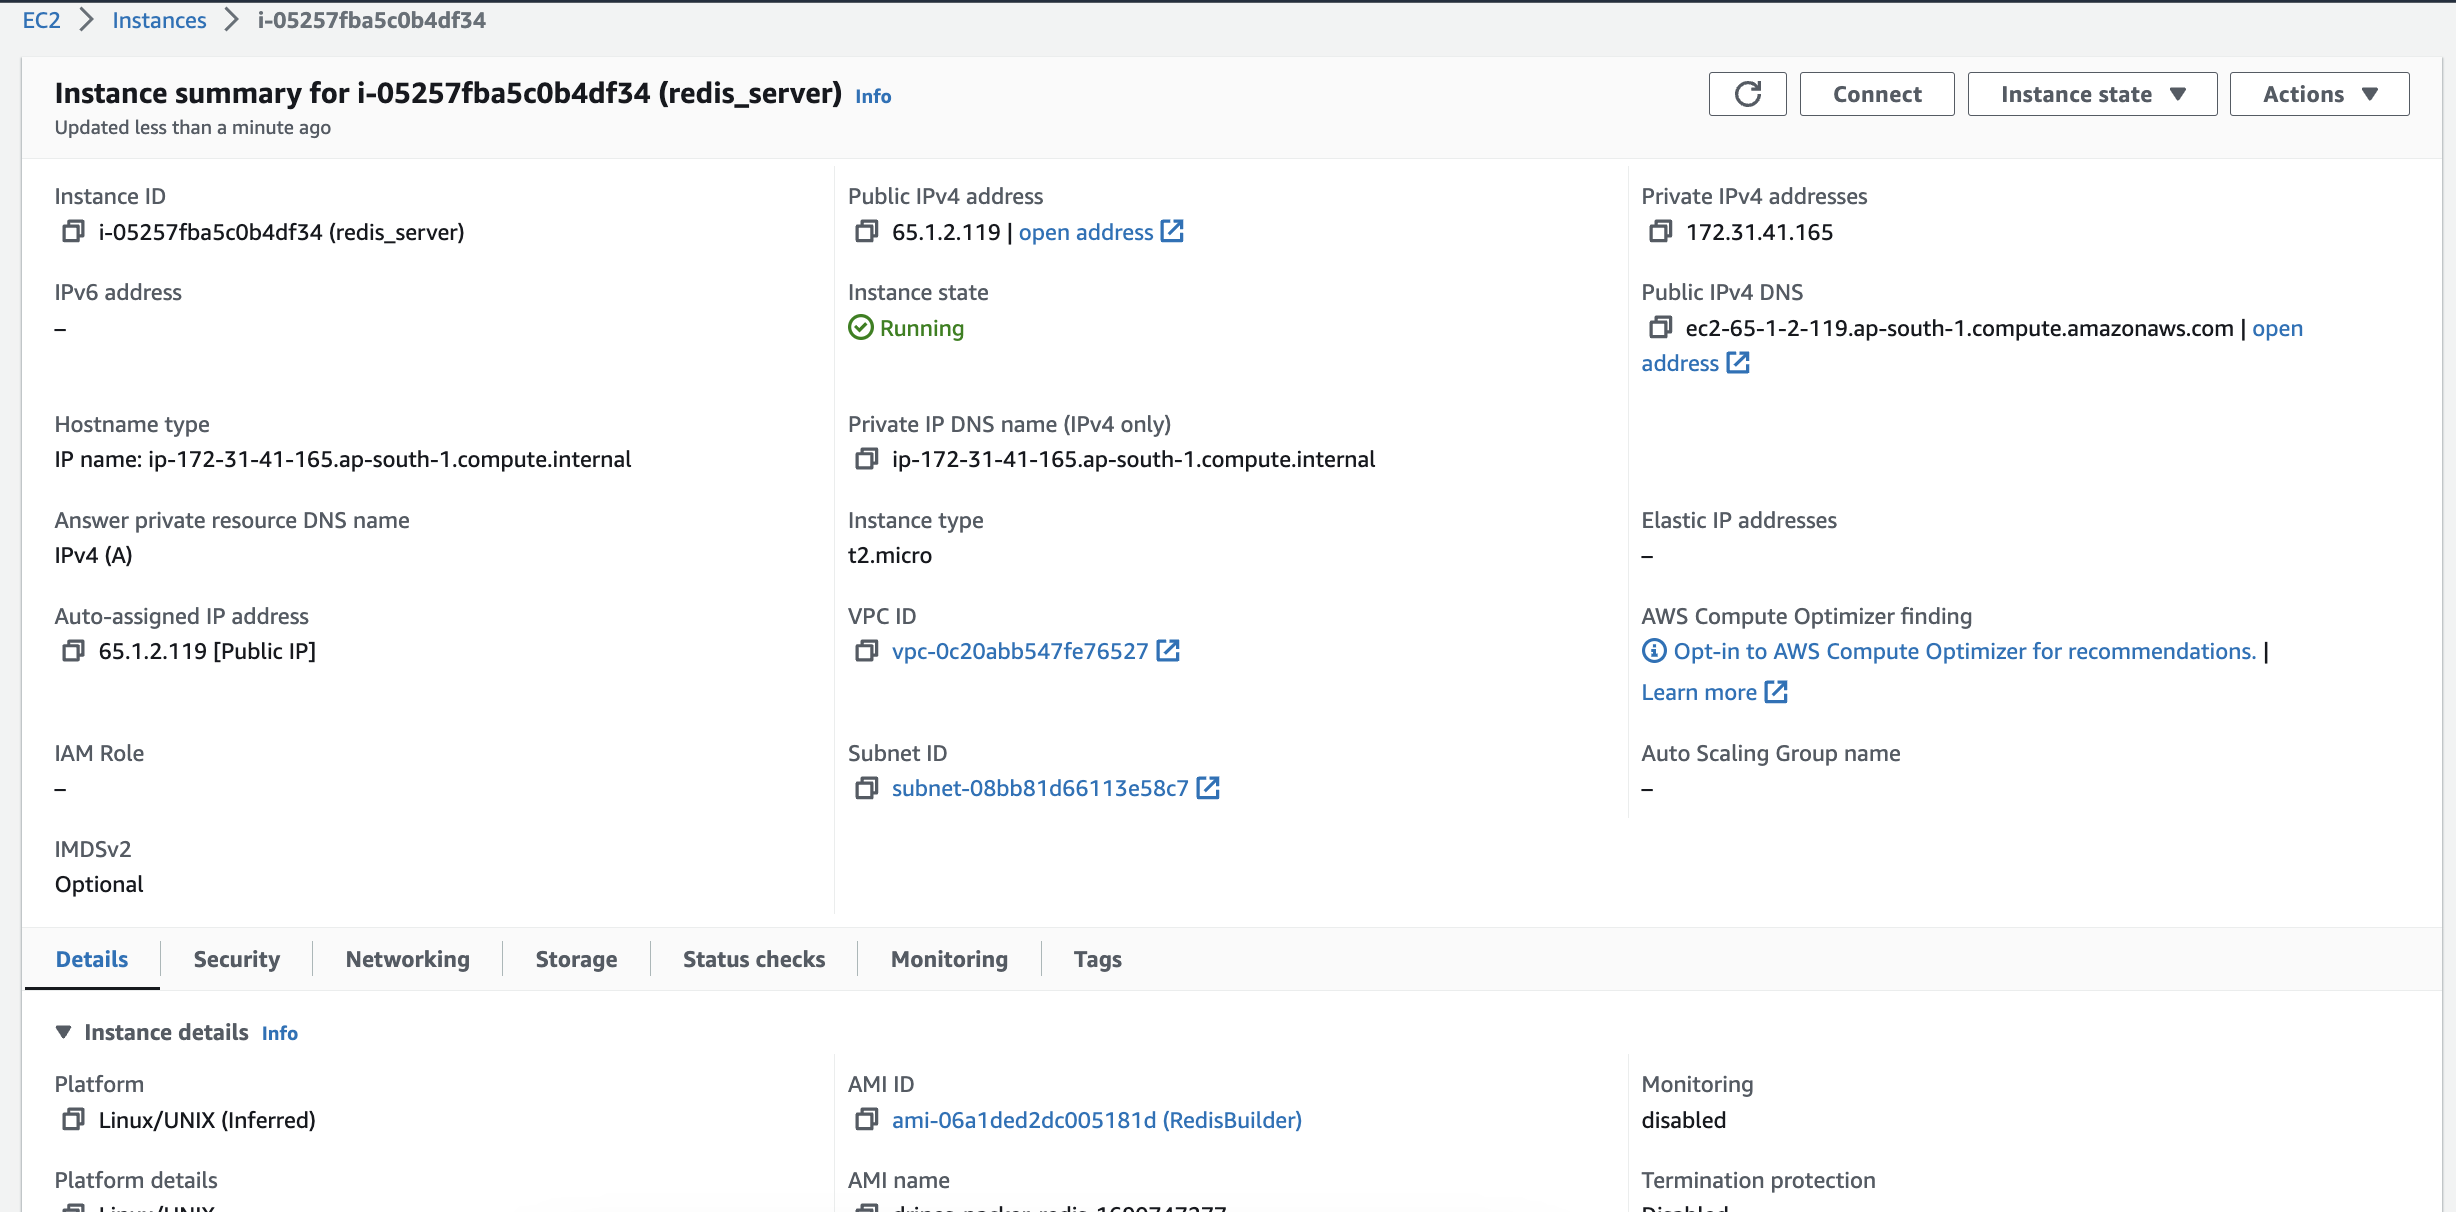 EC2 > Instances > i-05257fba5c0b4df34
Instance summary for i-05257fba5c0b4df34 (redis_server) Info
Updated less than a minute ago
Connect
Instance state
Actions
Instance ID
i-05257fba5c0b4df34 (redis_server)
Public IPv4 address
65.1.2.119 | open address
Private IPv4 addresses
172.31.41.165
IPv6 address
–
Instance state
Running
Public IPv4 DNS
ec2-65-1-2-119.ap-south-1.compute.amazonaws.com | open
address
Hostname type
IP name: ip-172-31-41-165.ap-south-1.compute.internal
Private IP DNS name (IPv4 only)
ip-172-31-41-165.ap-south-1.compute.internal
Answer private resource DNS name
IPv4 (A)
Instance type
t2.micro
Elastic IP addresses
–
Auto-assigned IP address
65.1.2.119 [Public IP]
VPC ID
vpc-0c20abb547fe76527
AWS Compute Optimizer finding
Opt-in to AWS Compute Optimizer for recommendations. |
Learn more
IAM Role
–
Subnet ID
subnet-08bb81d66113e58c7
Auto Scaling Group name
–
IMDSv2
Optional
Details
Security
Networking
Storage
Status checks
Monitoring
Tags
Instance details Info
Platform
Linux/UNIX (Inferred)
AMI ID
ami-06a1ded2dc005181d (RedisBuilder)
Monitoring
disabled
Platform details
Linux/UNIX
AMI name
Termination protection
Disabled